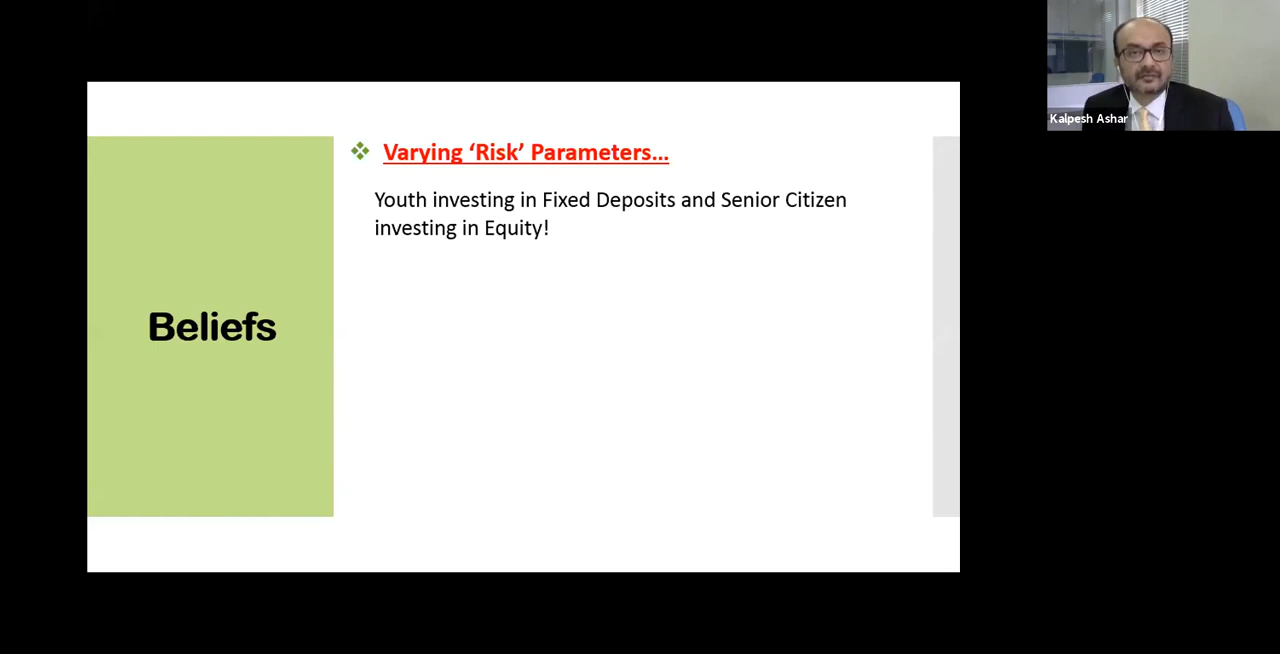 Kalpesh Ashar
Varying ‘Risk’ Parameters...
Youth investing in Fixed Deposits and Senior Citizen
investing in Equity!
Beliefs